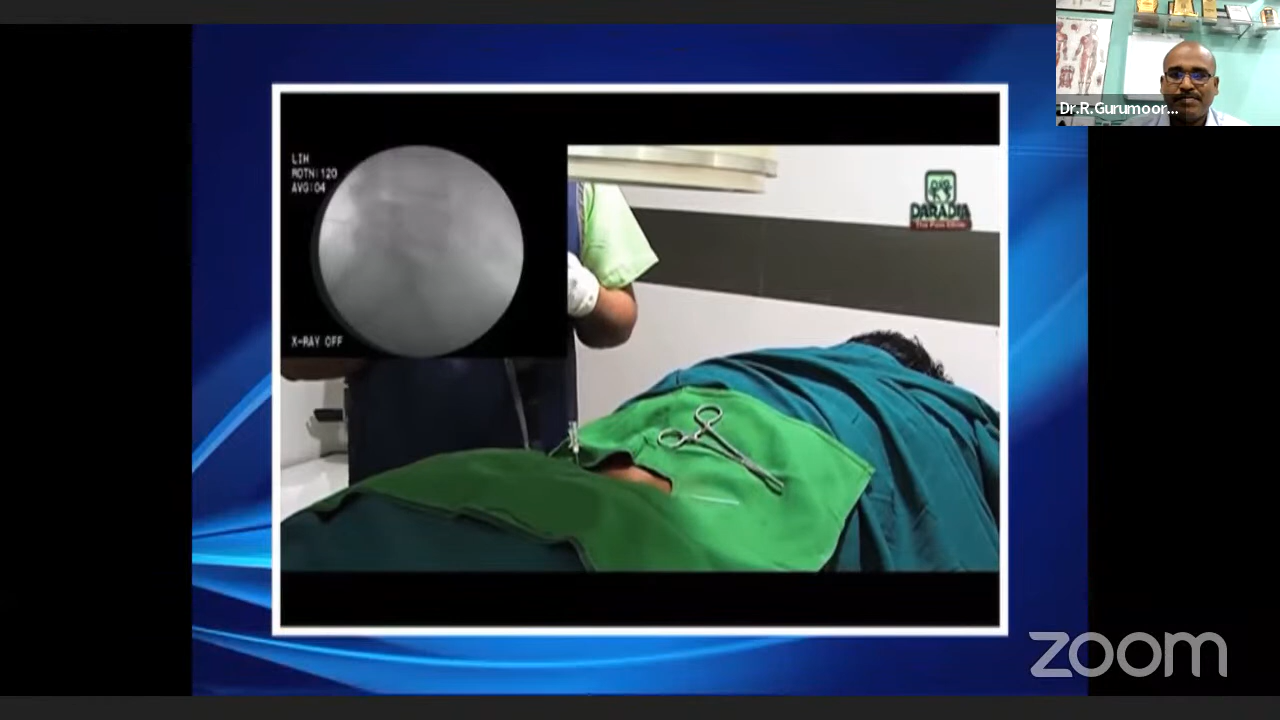 Dr.R.Gurumoor...
LIH
ROTN:120
AVG:04
DARADIA
The Pain Clinic
X-RAY OFF
zoom